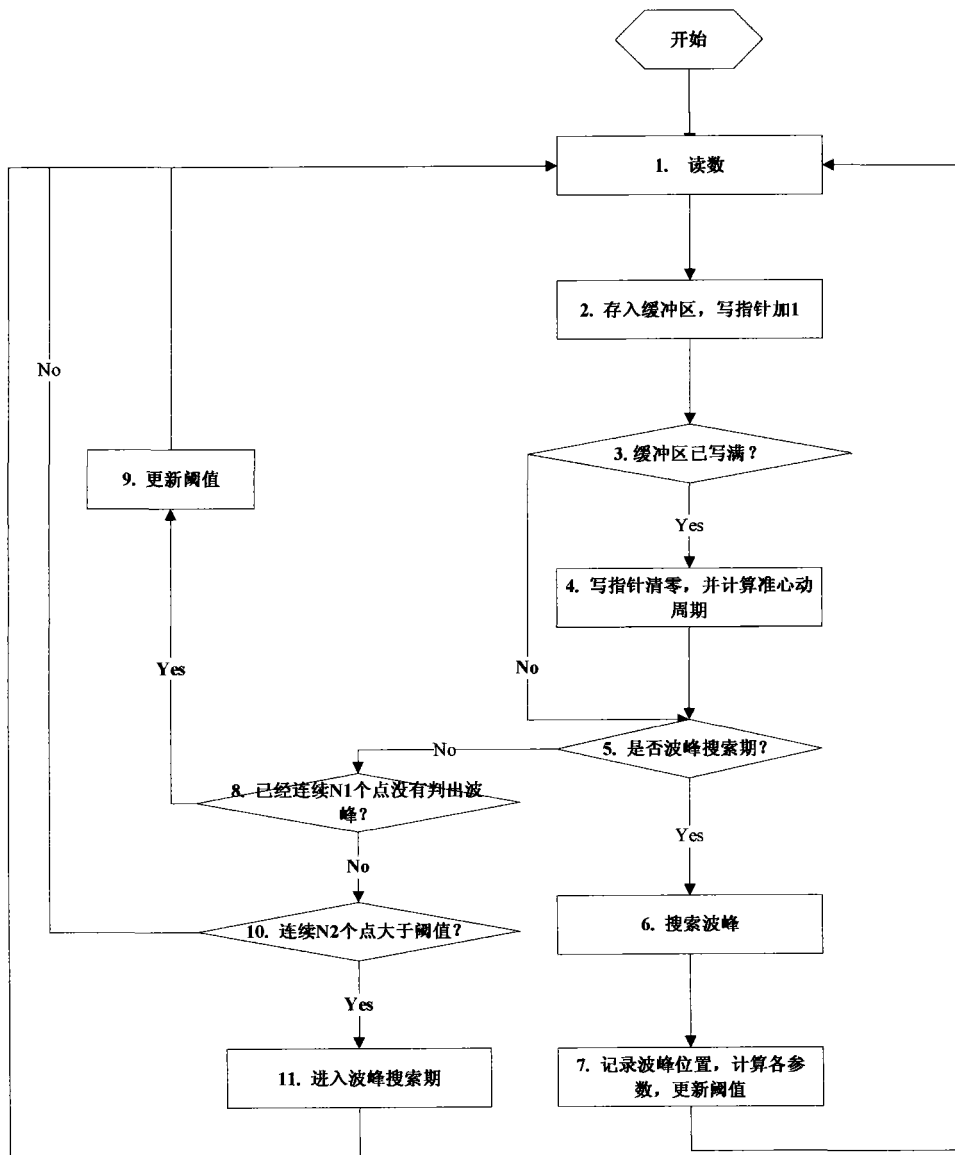 开始
1. 读数
2. 存入缓冲区，写指针加1
No
3. 缓冲区已写满？
9. 更新阈值
Yes
4. 写指针清零，并计算准心动
周期
Yes
No
5. 是否波峰搜索期？
No
8. 已经连续N1个点没有判出波
峰？
Yes
No
6. 搜索波峰
10. 连续N2个点大于阈值？
Yes
7. 记录波峰位置，计算各参
数，更新阈值
11. 进入波峰搜索期